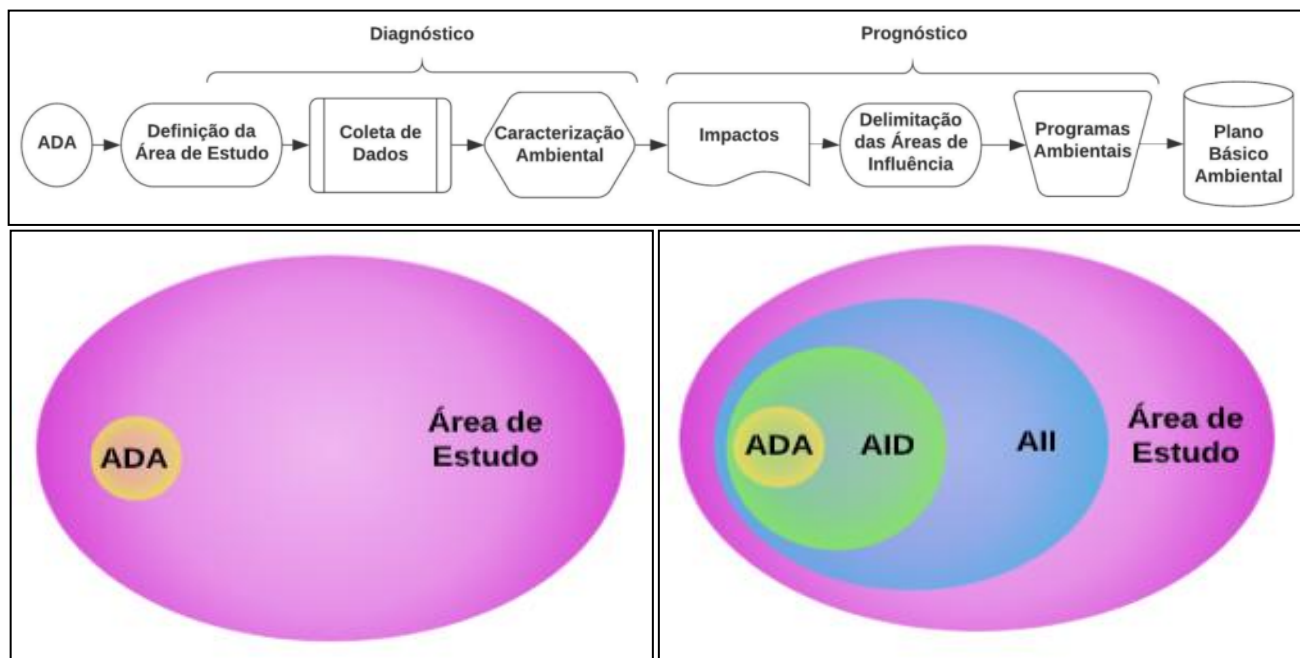 Diagnóstico
Prognóstico
ADA
Definição da
Área de Estudo
Coleta de
Dados
Caracterização
Ambiental
Impactos
Delimitação
das Áreas de
Influência
Programas
Ambientais
Plano
Básico
Ambiental
ADA
Área de
Estudo
ADA
AID
AII
Área de
Estudo